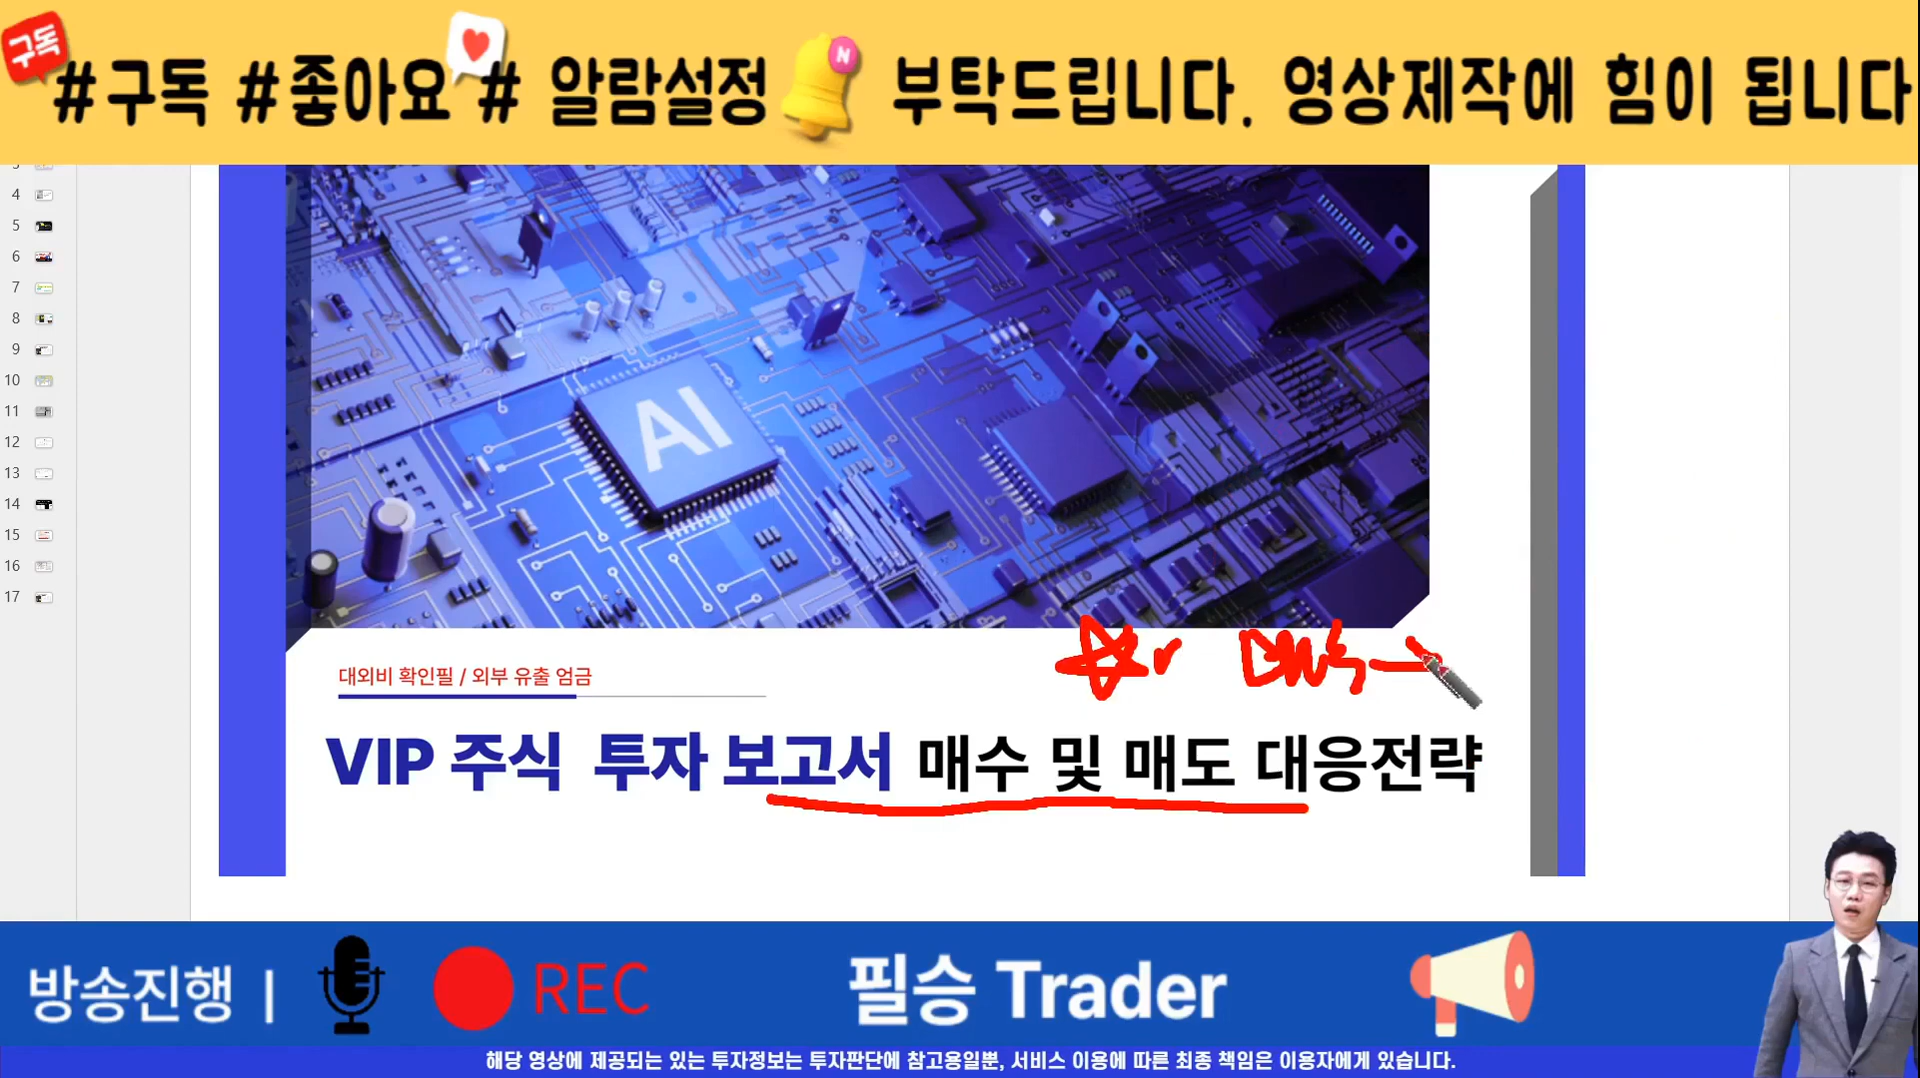 구독
#구독 #좋아요 # 알람설정 N 부탁드립니다. 영상제작에 힘이 됩니다
4
5
6
7
8
9
10
11
12
13
14
15
16
17
AI
대외비 확인필 / 외부 유출 엄금
VIP 주식 투자 보고서 매수 및 매도 대응전략
방송진행 | REC 필승 Trader
해당 영상에 제공되는 있는 투자정보는 투자판단에 참고용일뿐, 서비스 이용에 따른 최종 책임은 이용자에게 있습니다.